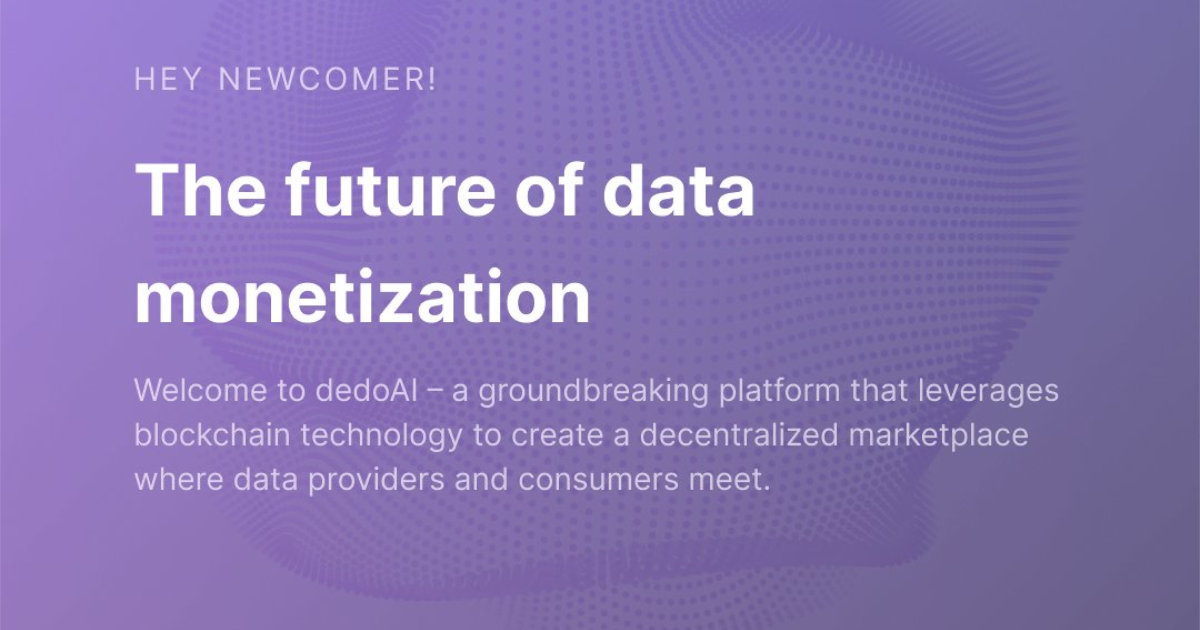 HEY NEWCOMER!
The future of data
monetization
Welcome to dedoAI – a groundbreaking platform that leverages
blockchain technology to create a decentralized marketplace
where data providers and consumers meet.